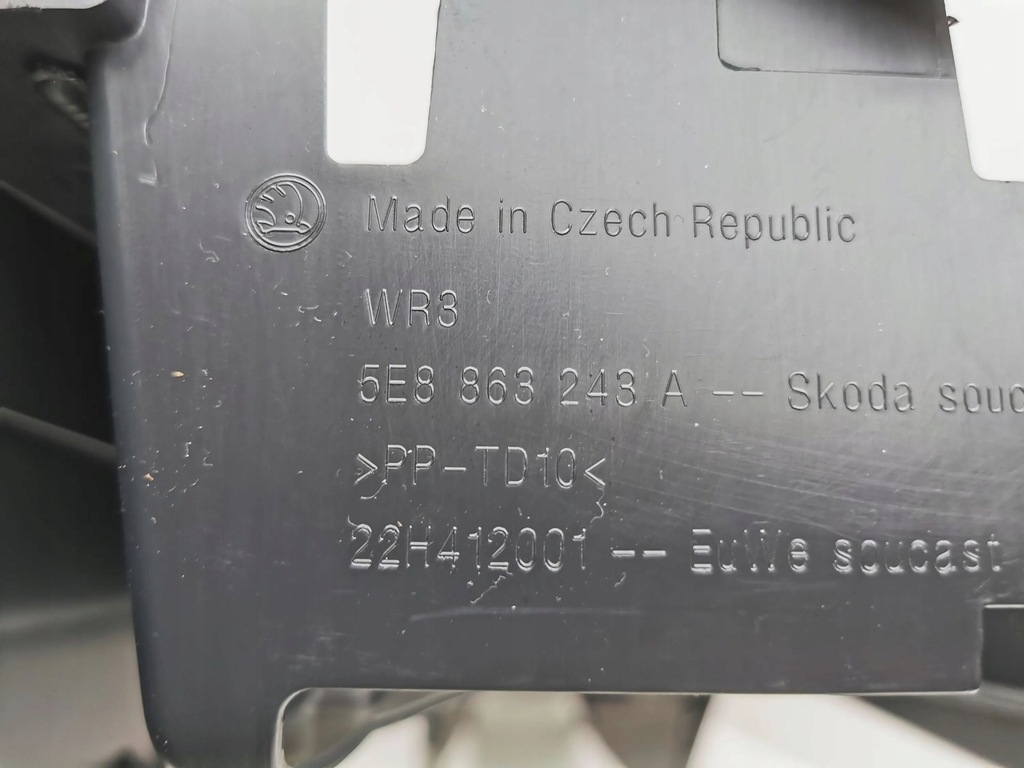 Made in Czech Republic
WR3
5E8 863 243 A -- Skoda souc
>PP-TD10<
22H412001 -- EuWe soucast